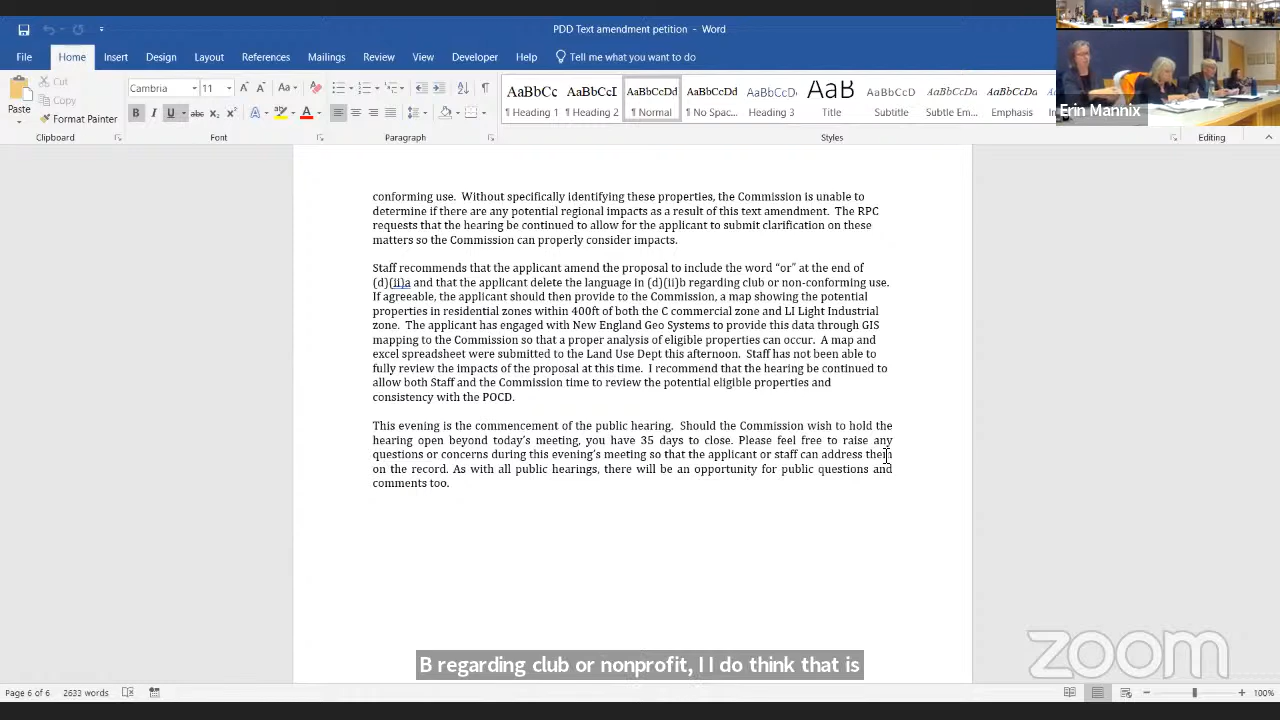 PDD Text amendment petition - Word
File Home Insert Design Layout References Mailings Review View Developer Help Tell me what you want to do
Paste
Cut
Copy
Format Painter
Cambria 11
B I U abc X₂ X²
AaBbCc AaBbCcI AaBbCcDd AaBbCcDd AaBbCcD AaB AaBbCcD AaBbCcDd AaBbCcDd
¶ Heading 1 ¶ Heading 2 ¶ Normal ¶ No Spac... Heading 3 Title Subtitle Subtle Em... Emphasis
Clipboard Font Paragraph Styles Editing
Erin Mannix
conforming use. Without specifically identifying these properties, the Commission is unable to
determine if there are any potential regional impacts as a result of this text amendment. The RPC
requests that the hearing be continued to allow for the applicant to submit clarification on these
matters so the Commission can properly consider impacts.
Staff recommends that the applicant amend the proposal to include the word “or” at the end of
(d)(ii)a and that the applicant delete the language in (d)(ii)b regarding club or non-conforming use.
If agreeable, the applicant should then provide to the Commission, a map showing the potential
properties in residential zones within 400ft of both the C commercial zone and LI Light Industrial
zone. The applicant has engaged with New England Geo Systems to provide this data through GIS
mapping to the Commission so that a proper analysis of eligible properties can occur. A map and
excel spreadsheet were submitted to the Land Use Dept this afternoon. Staff has not been able to
fully review the impacts of the proposal at this time. I recommend that the hearing be continued to
allow both Staff and the Commission time to review the potential eligible properties and
consistency with the POCD.
This evening is the commencement of the public hearing. Should the Commission wish to hold the
hearing open beyond today’s meeting, you have 35 days to close. Please feel free to raise any
questions or concerns during this evening’s meeting so that the applicant or staff can address them
on the record. As with all public hearings, there will be an opportunity for public questions and
comments too.
zoom
B regarding club or nonprofit, I I do think that is
Page 6 of 6 2633 words 100%